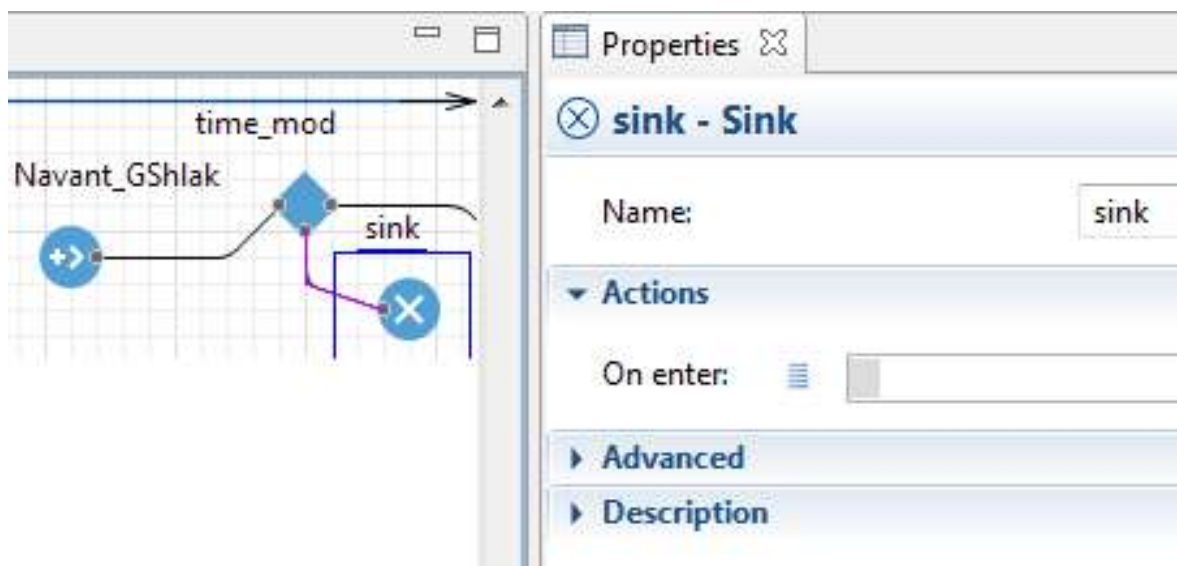 Properties
time_mod
Navant_GShlak
sink
sink - Sink
Name:
sink
Actions
On enter:
Advanced
Description